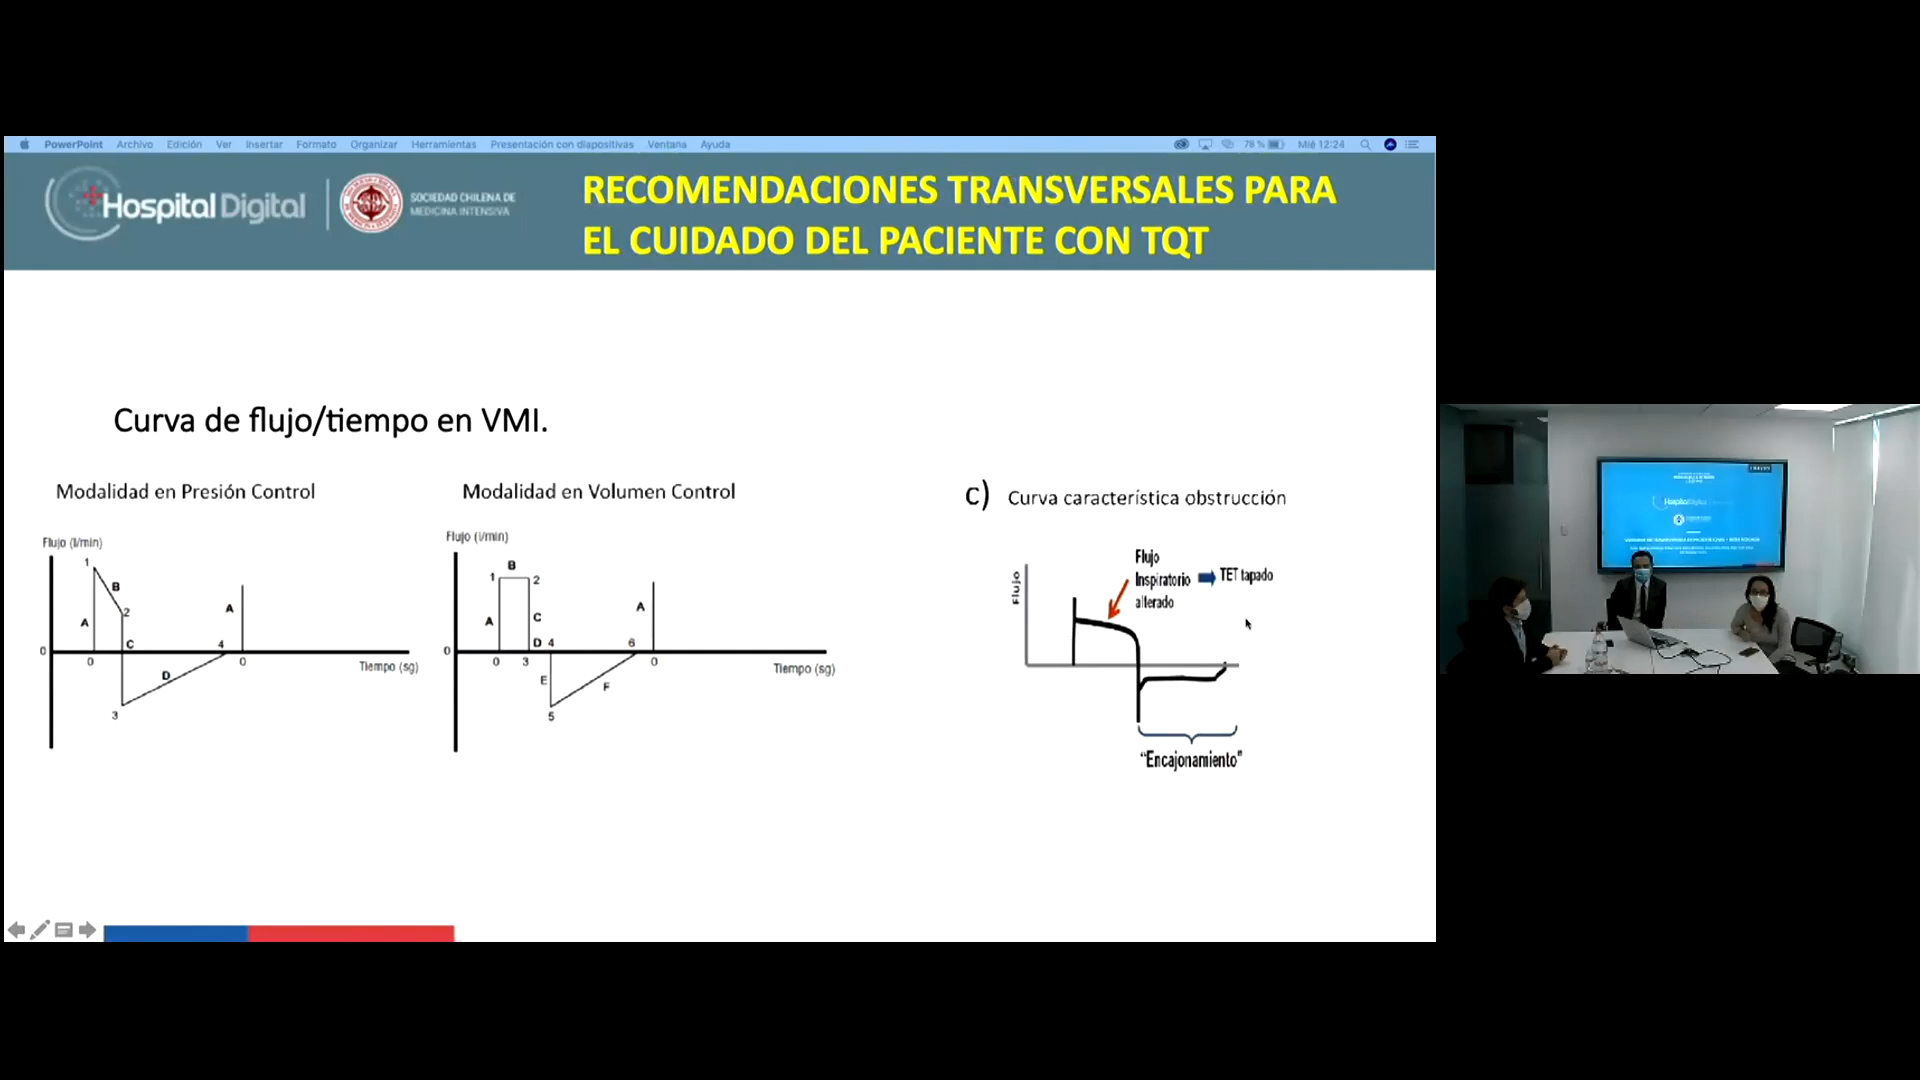 PowerPoint Archivo Edición Ver Insertar Formato Organizar Herramientas Presentación con diapositivas Ventana Ayuda
78 % Mié 12:24
Hospital Digital
SOCIEDAD CHILENA DE
MEDICINA INTENSIVA
RECOMENDACIONES TRANSVERSALES PARA
EL CUIDADO DEL PACIENTE CON TQT
Curva de flujo/tiempo en VMI.
Modalidad en Presión Control
Flujo (l/min)
1
B
2
A
A
C
4
0
0
0
Tiempo (sg)
D
3
Modalidad en Volumen Control
Flujo (l/min)
B
1
2
A
A
C
D 4
6
0
0
3
0
Tiempo (sg)
E
F
5
c) Curva característica obstrucción
Flujo
Flujo
Inspiratorio
alterado
TET tapado
"Encajonamiento"
HospitalDigital